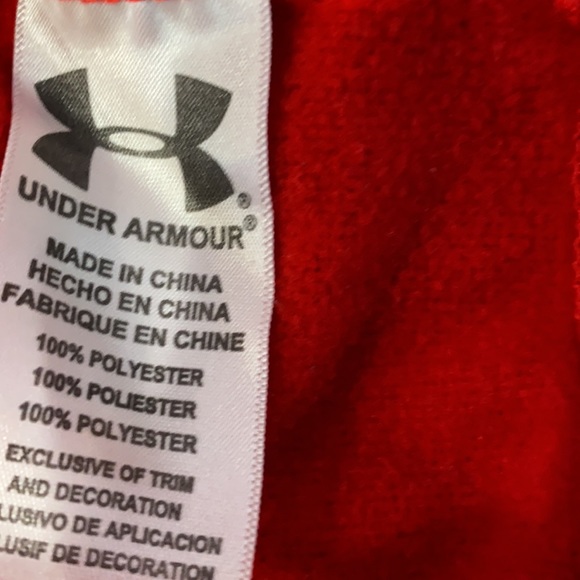 UNDER ARMOUR®
MADE IN CHINA
HECHO EN CHINA
FABRIQUE EN CHINE
100% POLYESTER
100% POLIESTER
100% POLYESTER
EXCLUSIVE OF TRIM
AND DECORATION
LUSIVO DE APLICACION
LUSIF DE DECORATION